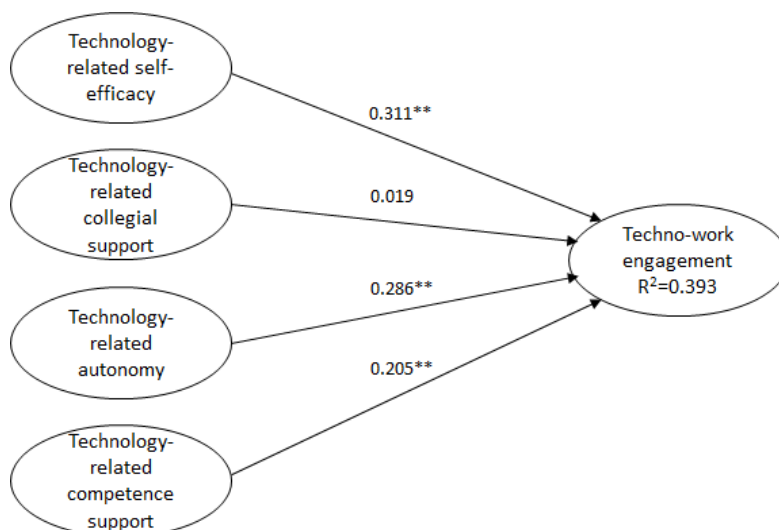 Technology-
related self-
efficacy
0.311**
Technology-
related
collegial
support
0.019
Techno-work
engagement
R²=0.393
Technology-
related
autonomy
0.286**
Technology-
related
competence
support
0.205**